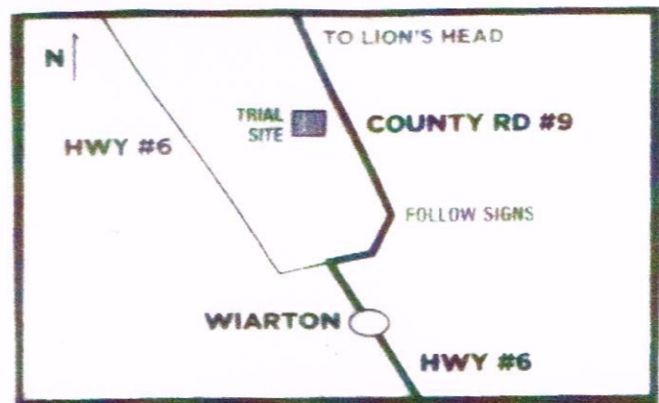 TO LION'S HEAD
N
TRIAL
SITE
COUNTY RD #9
HWY #6
FOLLOW SIGNS
WIARTON
HWY #6